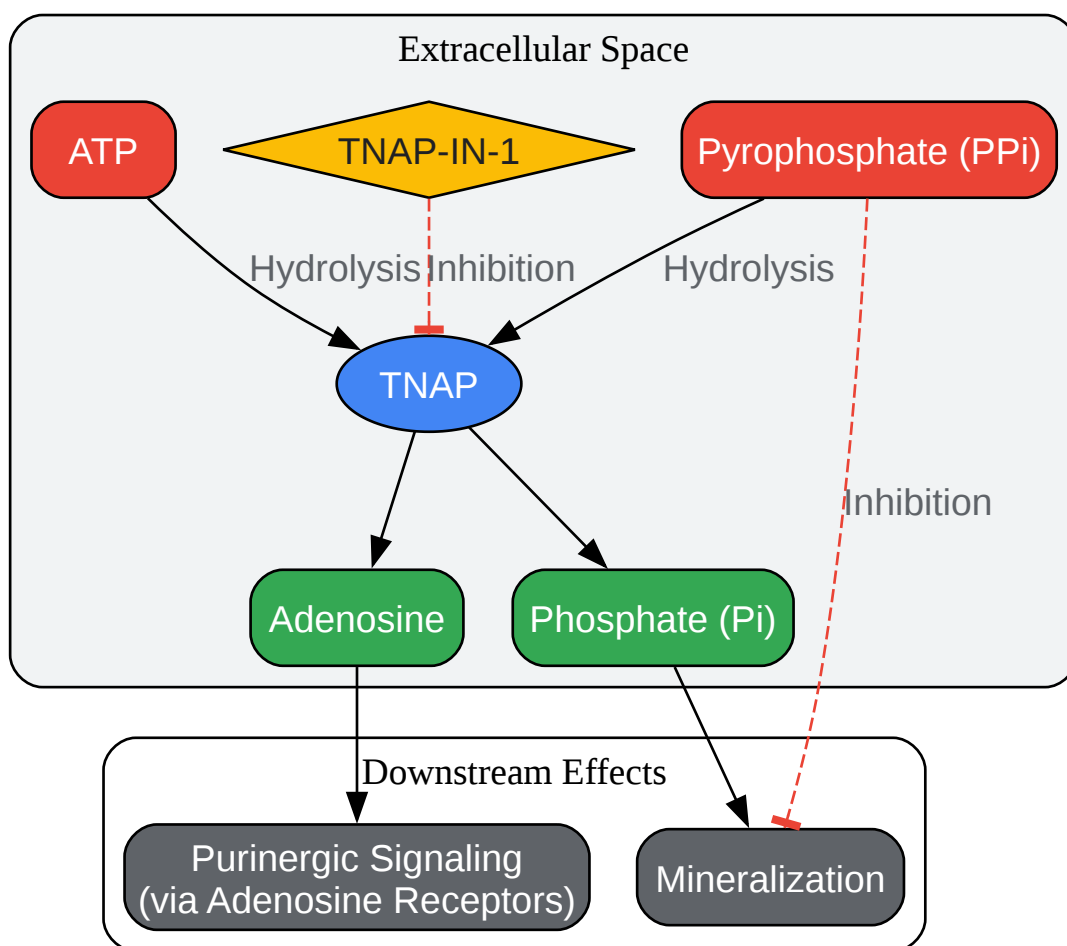 Extracellular Space
ATP
TNAP-IN-1
Pyrophosphate (PPi)
Hydrolysis
Inhibition
Hydrolysis
TNAP
Inhibition
Adenosine
Phosphate (Pi)
Downstream Effects
Purinergic Signaling
(via Adenosine Receptors)
Mineralization